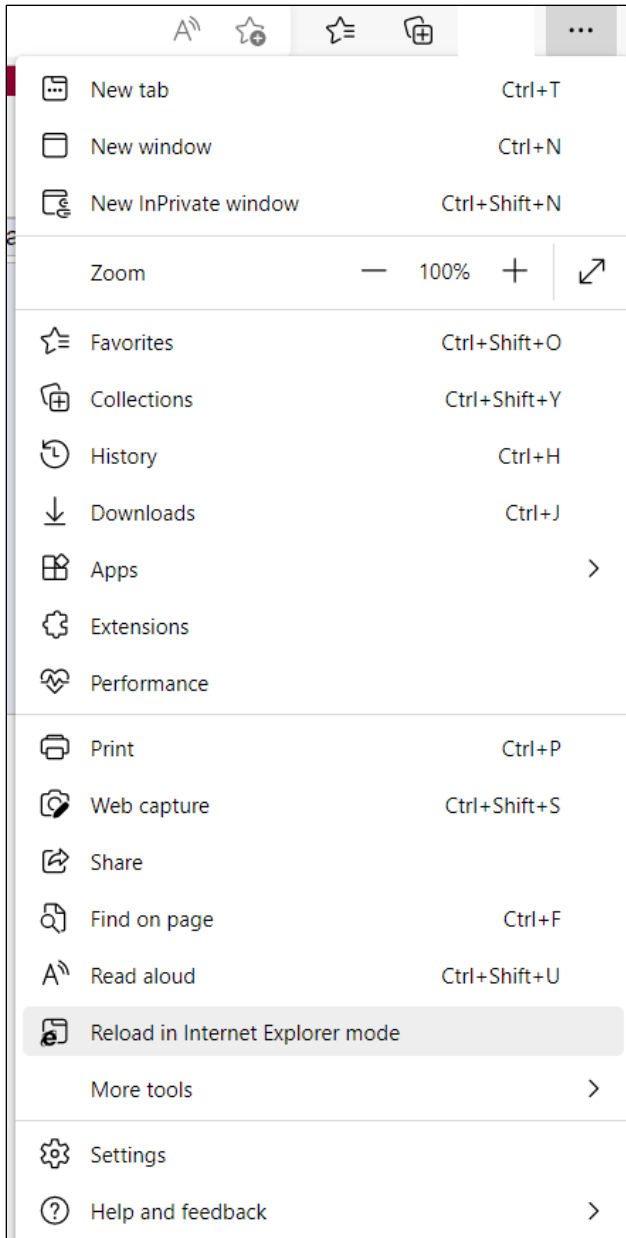 New tab Ctrl+T
New window Ctrl+N
New InPrivate window Ctrl+Shift+N
Zoom 100%
Favorites Ctrl+Shift+O
Collections Ctrl+Shift+Y
History Ctrl+H
Downloads Ctrl+J
Apps
Extensions
Performance
Print Ctrl+P
Web capture Ctrl+Shift+S
Share
Find on page Ctrl+F
Read aloud Ctrl+Shift+U
Reload in Internet Explorer mode
More tools
Settings
Help and feedback